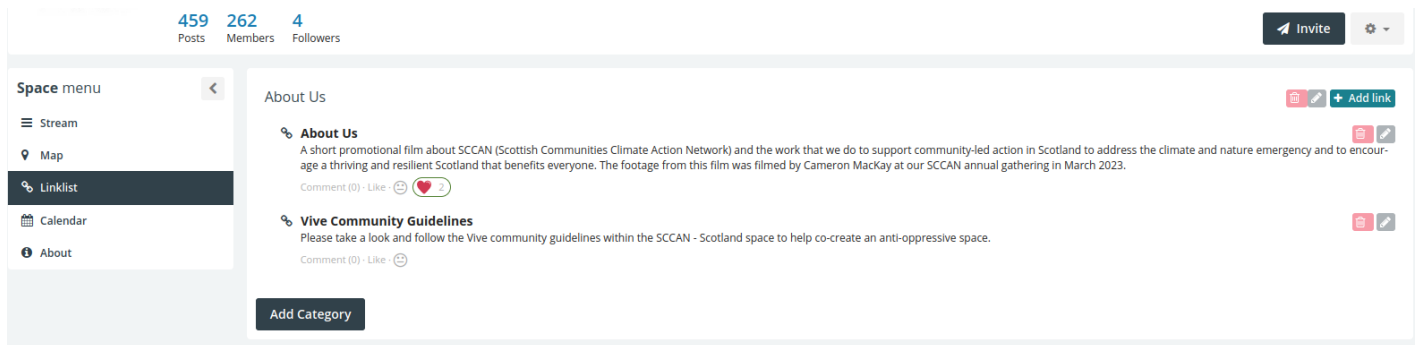 459 262 4
Posts Members Followers
Invite
Space menu
Stream
Map
Linklist
Calendar
About
About Us
+ Add link
About Us
A short promotional film about SCCAN (Scottish Communities Climate Action Network) and the work that we do to support community-led action in Scotland to address the climate and nature emergency and to encour-
age a thriving and resilient Scotland that benefits everyone. The footage from this film was filmed by Cameron MacKay at our SCCAN annual gathering in March 2023.
Comment (0) · Like · 2
Vive Community Guidelines
Please take a look and follow the Vive community guidelines within the SCCAN - Scotland space to help co-create an anti-oppressive space.
Comment (0) · Like ·
Add Category